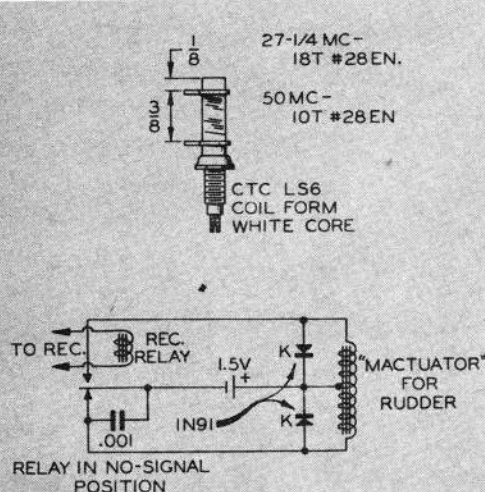 1/8
27-1/4 MC-
18T #28EN.
3/8
50MC-
10T #28EN
CTC LS6
COIL FORM
WHITE CORE
TO REC.
REC.
RELAY
1.5V
+
K
"MACTUATOR"
FOR
RUDDER
K
1N91
.001
RELAY IN NO-SIGNAL
POSITION